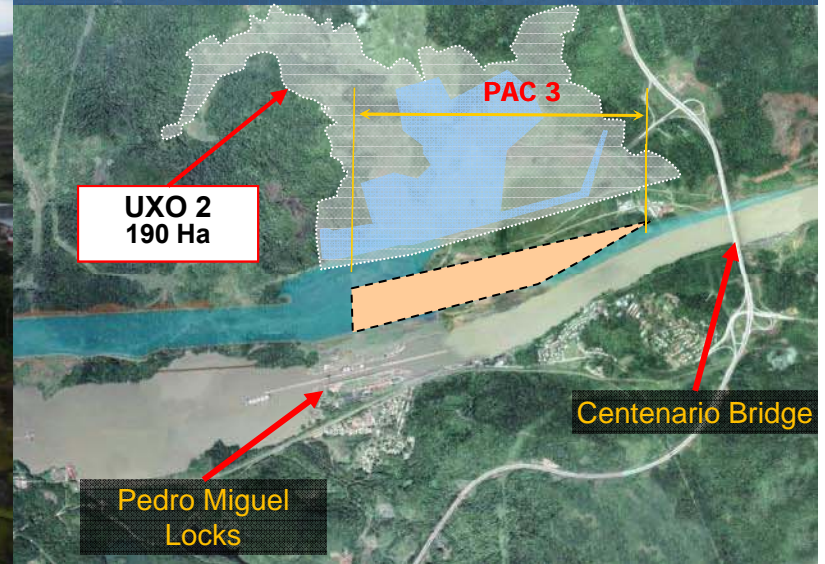 PAC 3
UXO 2
190 Ha
Centenario Bridge
Pedro Miguel
Locks